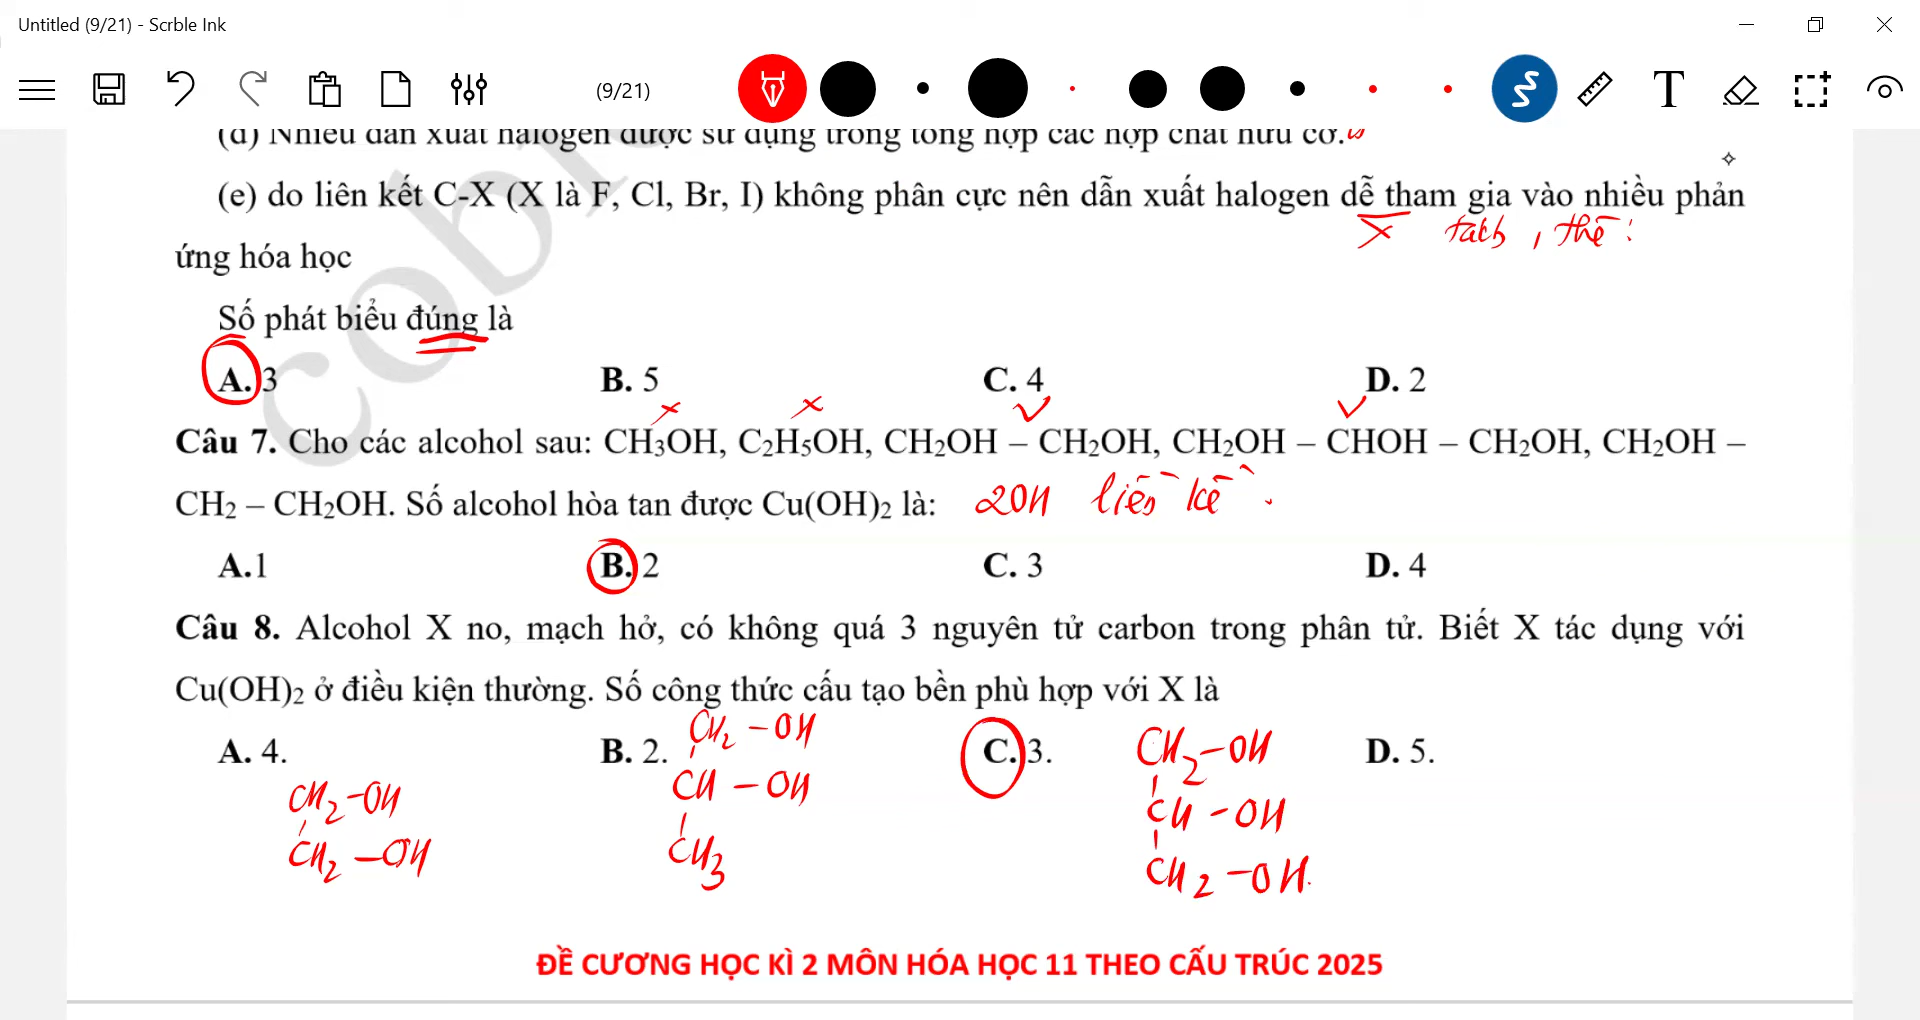 Untitled (9/21) - Scrble Ink
(9/21)
(d) Nhiều dẫn xuất halogen được sử dụng trong tổng hợp các hợp chất hữu cơ.
(e) do liên kết C-X (X là F, Cl, Br, I) không phân cực nên dẫn xuất halogen dễ tham gia vào nhiều phản
tách , thế
ứng hóa học
Số phát biểu đúng là
A. 3 B. 5 C. 4 D. 2
Câu 7. Cho các alcohol sau: CH3OH, C2H5OH, CH2OH – CH2OH, CH2OH – CHOH – CH2OH, CH2OH –
CH2 – CH2OH. Số alcohol hòa tan được Cu(OH)2 là: 2OH liền kề.
A.1 B. 2 C. 3 D. 4
Câu 8. Alcohol X no, mạch hở, có không quá 3 nguyên tử carbon trong phân tử. Biết X tác dụng với
Cu(OH)2 ở điều kiện thường. Số công thức cấu tạo bền phù hợp với X là
A. 4. B. 2. C. 3. D. 5.
CH2-OH CH2-OH CH2-OH
CH2-OH CH-OH CH-OH
CH3 CH2-OH
ĐỀ CƯƠNG HỌC KÌ 2 MÔN HÓA HỌC 11 THEO CẤU TRÚC 2025